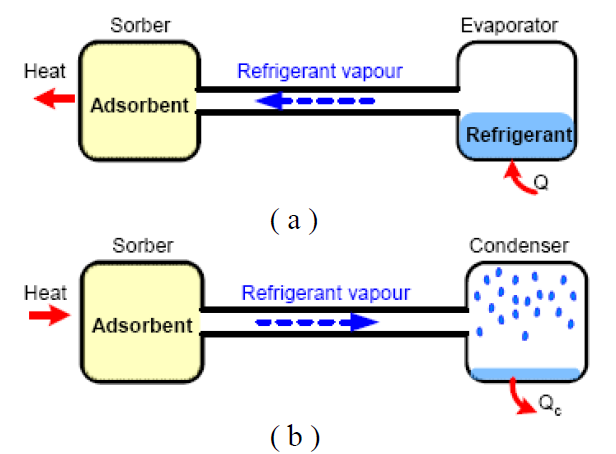 Sorber
Evaporator
Heat
Refrigerant vapour
Adsorbent
Refrigerant
Q
( a )
Sorber
Condenser
Heat
Refrigerant vapour
Adsorbent
Qc
( b )